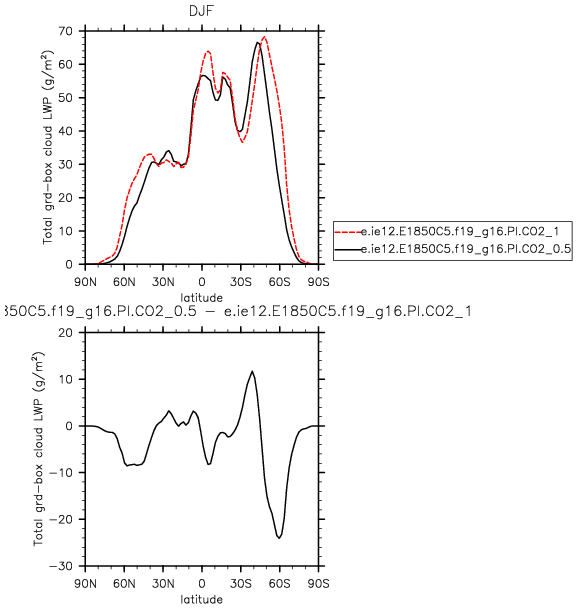 DJF
Total grd-box cloud LWP (g/m²)
70
60
50
40
30
20
10
0
90N 60N 30N 0 30S 60S 90S
latitude
e.ie12.E1850C5.f19_g16.PI.CO2_1
e.ie12.E1850C5.f19_g16.PI.CO2_0.5
350C5.f19_g16.PI.CO2_0.5 − e.ie12.E1850C5.f19_g16.PI.CO2_1
Total grd-box cloud LWP (g/m²)
20
10
0
−10
−20
−30
90N 60N 30N 0 30S 60S 90S
latitude